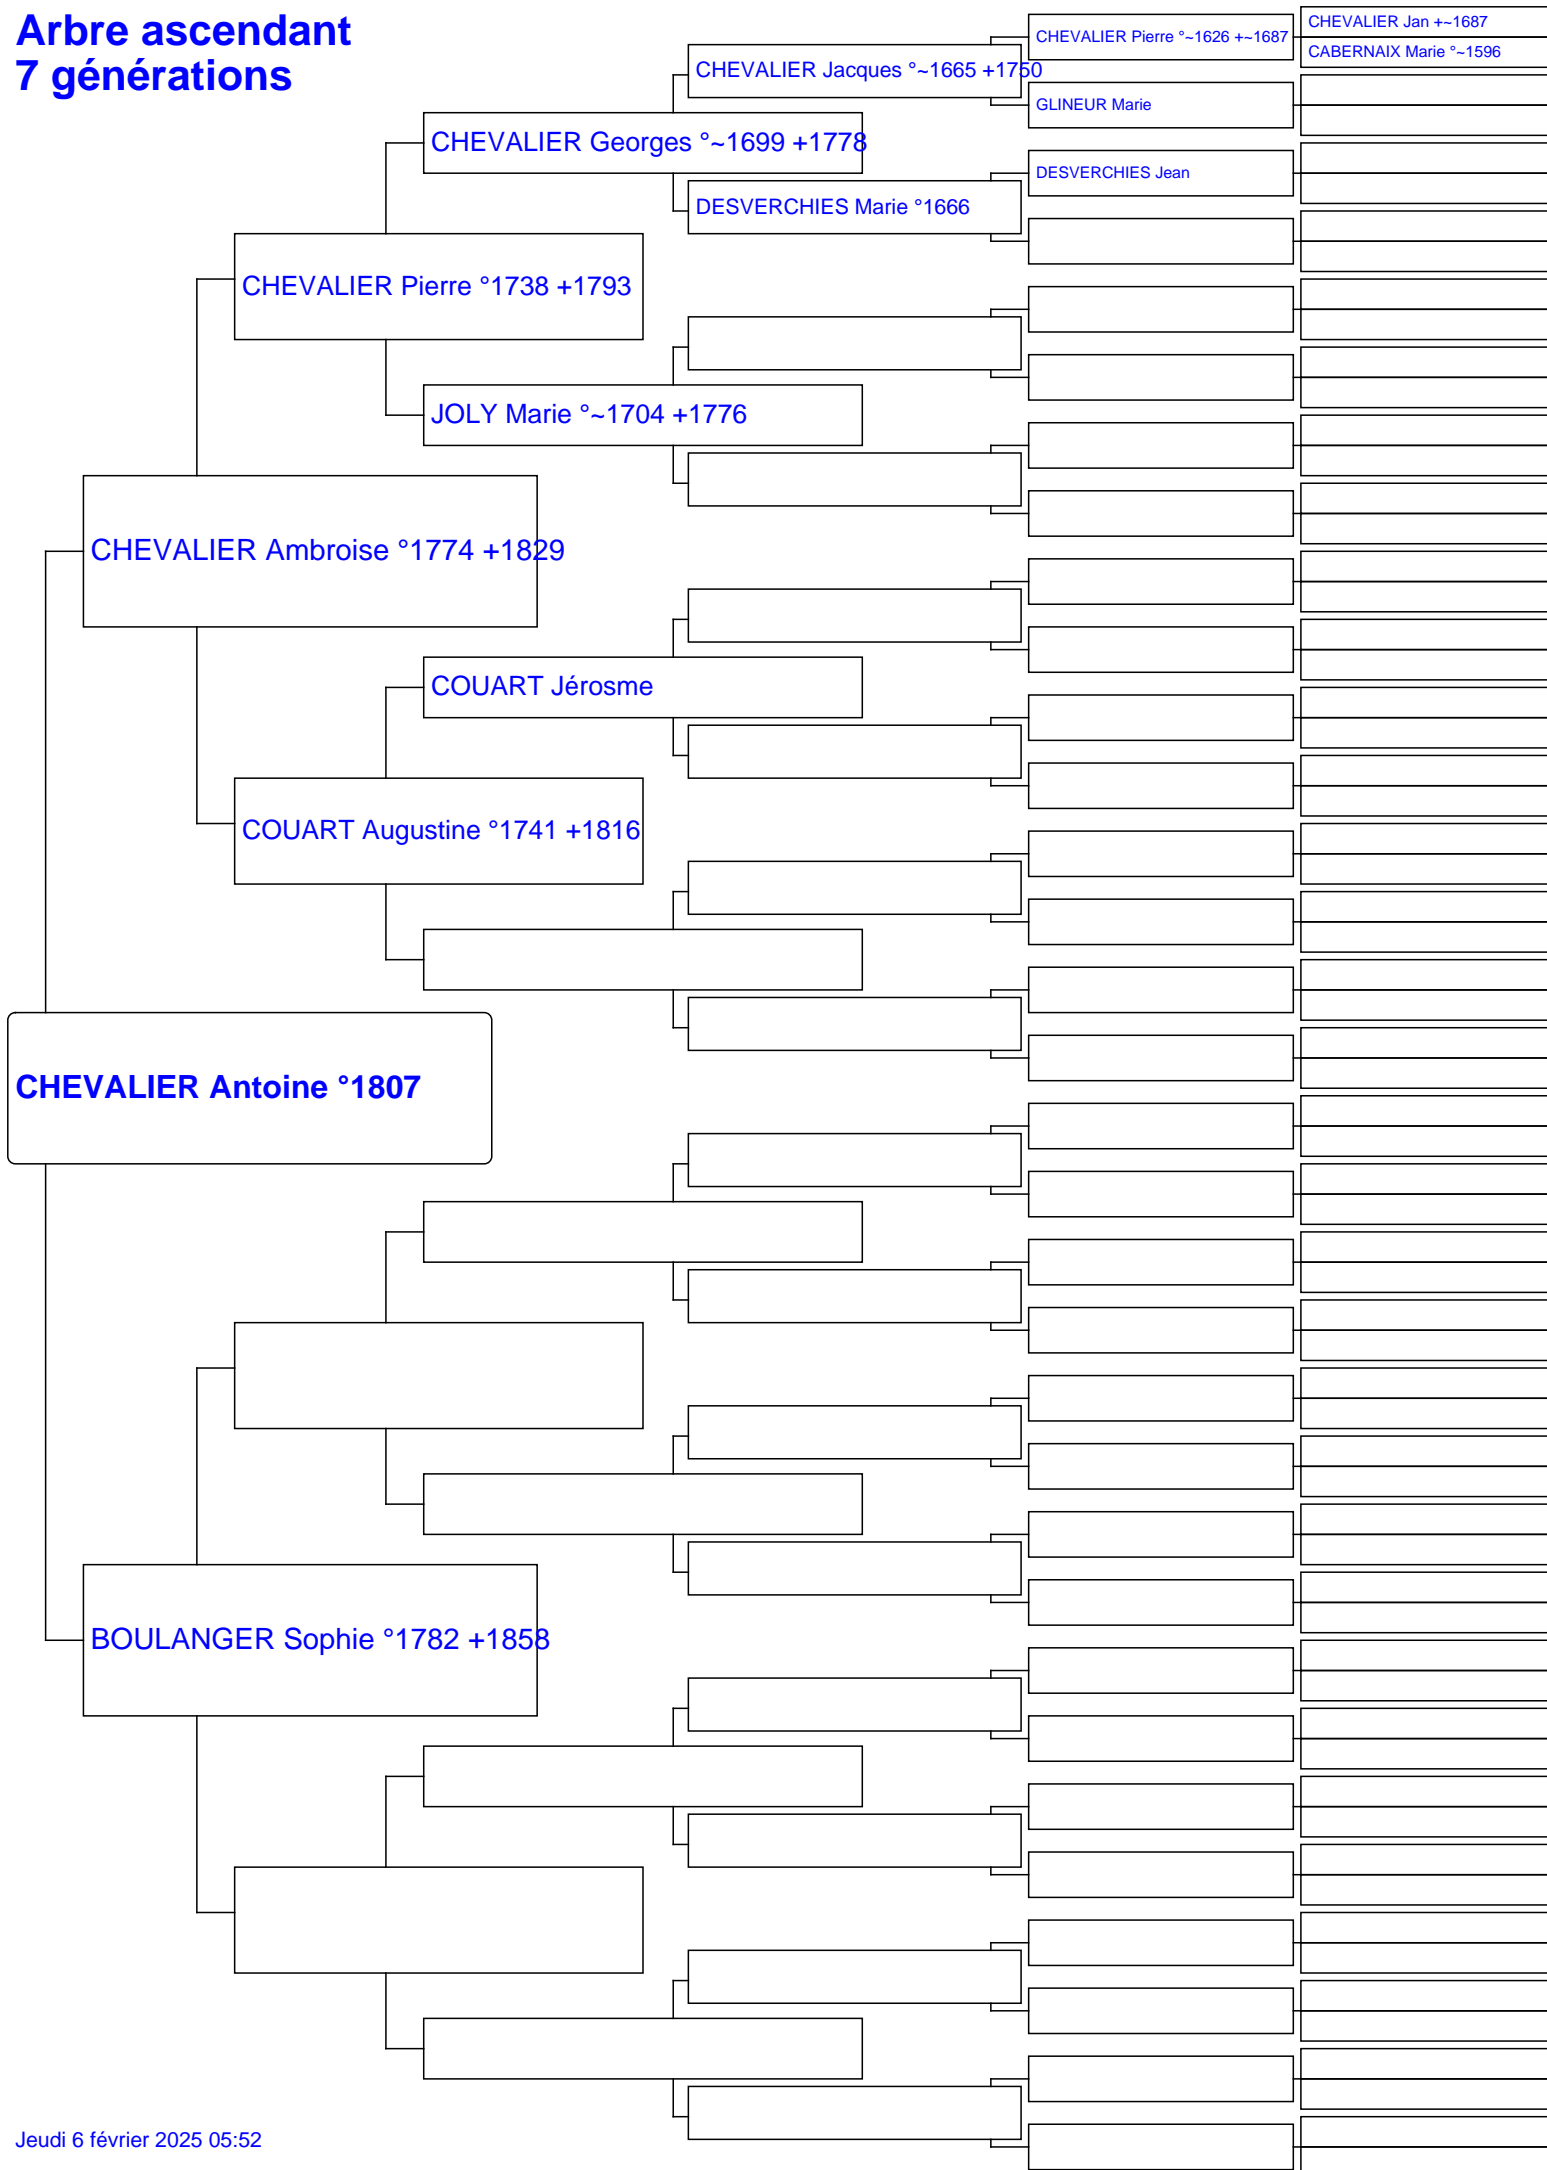 Arbre ascendant
7 générations
CHEVALIER Jan +~1687
CHEVALIER Pierre °~1626 +~1687
CABERNAIX Marie °~1596
CHEVALIER Jacques °~1665 +1750
GLINEUR Marie
CHEVALIER Georges °~1699 +1778
DESVERCHIES Jean
DESVERCHIES Marie °1666
CHEVALIER Pierre °1738 +1793
JOLY Marie °~1704 +1776
CHEVALIER Ambroise °1774 +1829
COUART Jérosme
COUART Augustine °1741 +1816
CHEVALIER Antoine °1807
BOULANGER Sophie °1782 +1858
Jeudi 6 février 2025 05:52